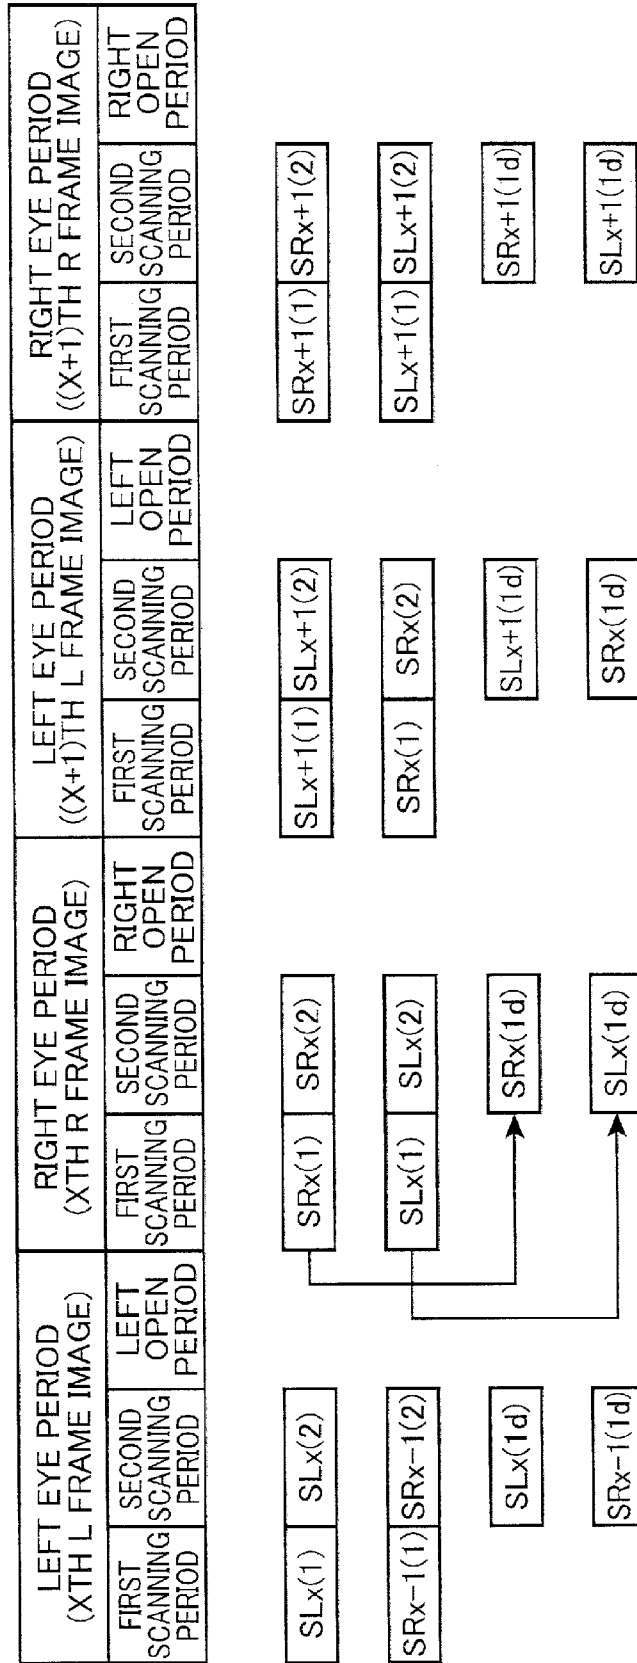 LEFT EYE PERIOD
(XTH L FRAME IMAGE)
RIGHT EYE PERIOD
(XTH R FRAME IMAGE)
LEFT EYE PERIOD
((X+1)TH L FRAME IMAGE)
RIGHT EYE PERIOD
((X+1)TH R FRAME IMAGE)
FIRST
SCANNING
PERIOD
SECOND
SCANNING
PERIOD
LEFT
OPEN
PERIOD
FIRST
SCANNING
PERIOD
SECOND
SCANNING
PERIOD
RIGHT
OPEN
PERIOD
FIRST
SCANNING
PERIOD
SECOND
SCANNING
PERIOD
LEFT
OPEN
PERIOD
FIRST
SCANNING
PERIOD
SECOND
SCANNING
PERIOD
RIGHT
OPEN
PERIOD
SLx(1) SLx(2) SRx(1) SRx(2) SLx+1(1) SLx+1(2) SRx+1(1) SRx+1(2)
SRx-1(1) SRx-1(2) SLx(1) SLx(2) SRx(1) SRx(2) SLx+1(1) SLx+1(2)
SLx(1d) SRx(1d) SLx+1(1d) SRx+1(1d)
SRx-1(1d) SLx(1d) SRx(1d) SLx+1(1d)